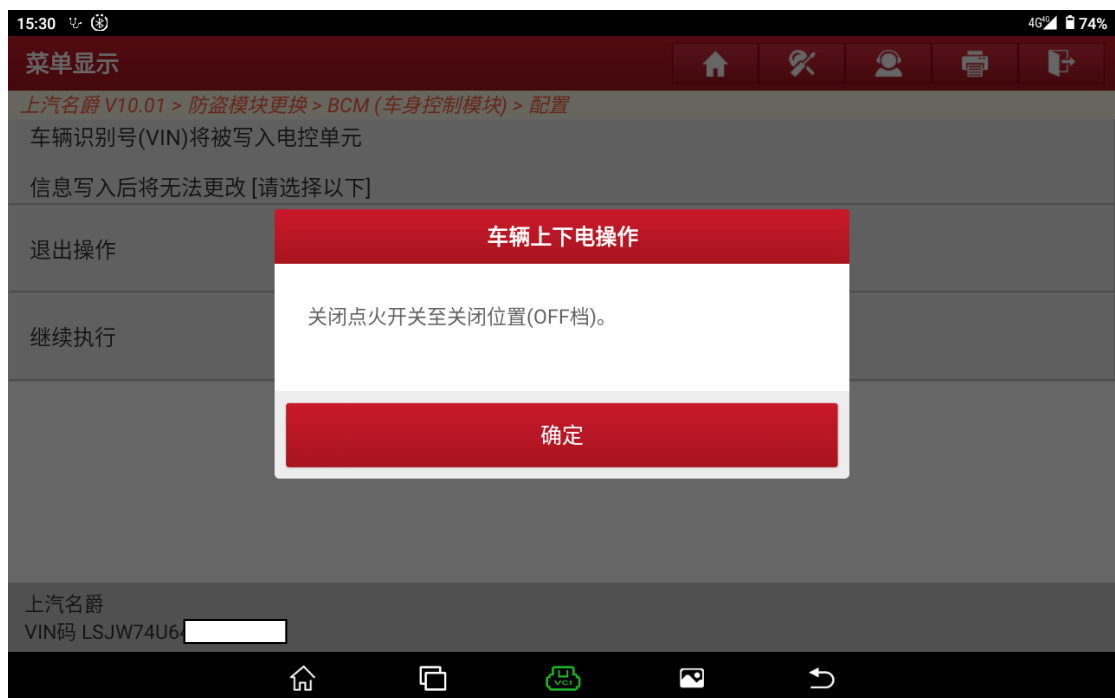 15:30
4G 4G 74%
菜单显示
上汽名爵 V10.01 > 防盗模块更换 > BCM (车身控制模块) > 配置
车辆识别号(VIN)将被写入电控单元
信息写入后将无法更改 [请选择以下]
车辆上下电操作
退出操作
关闭点火开关至关闭位置(OFF档)。
继续执行
确定
上汽名爵
VIN码 LSJW74U64
VCI